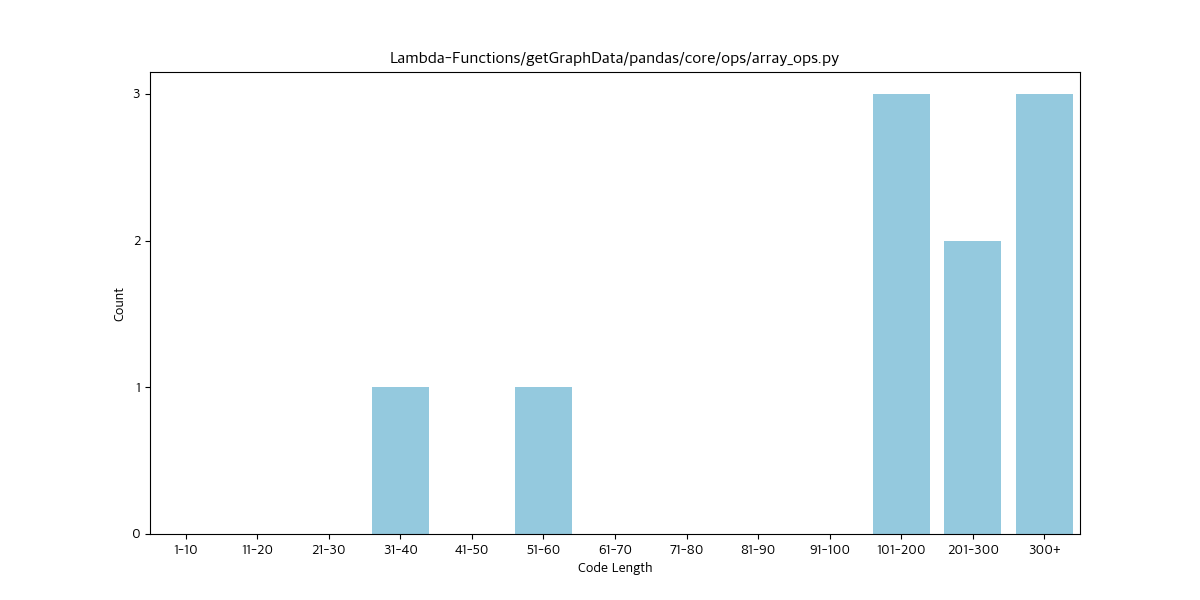 Lambda-Functions/getGraphData/pandas/core/ops/array_ops.py
3
2
1
0
Count
1-10 11-20 21-30 31-40 41-50 51-60 61-70 71-80 81-90 91-100 101-200 201-300 300+
Code Length